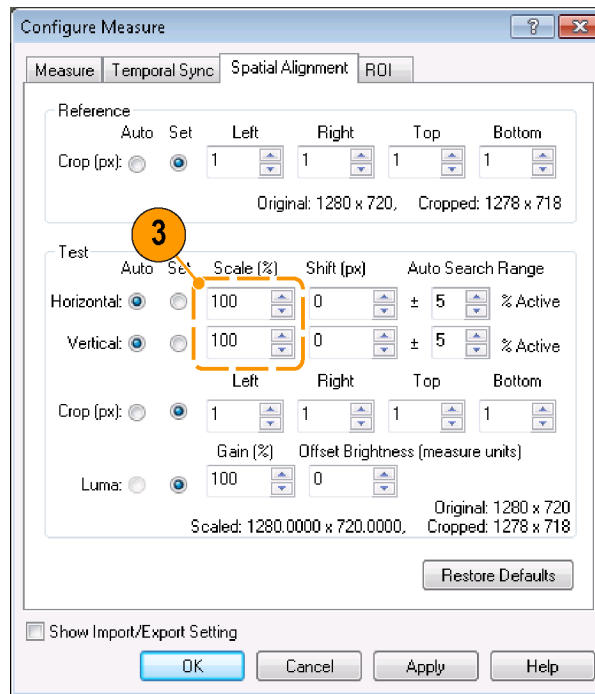 Configure Measure
Measure Temporal Sync Spatial Alignment ROI
Reference
Auto Set Left Right Top Bottom
Crop (px): 1 1 1 1
Original: 1280 x 720, Cropped: 1278 x 718
3
Test
Auto Set Scale (%) Shift (px) Auto Search Range
Horizontal: 100 0 ± 5 % Active
Vertical: 100 0 ± 5 % Active
Left Right Top Bottom
Crop (px): 1 1 1 1
Gain (%) Offset Brightness (measure units)
Luma: 100 0
Original: 1280 x 720
Scaled: 1280.0000 x 720.0000, Cropped: 1278 x 718
Restore Defaults
Show Import/Export Setting
OK Cancel Apply Help